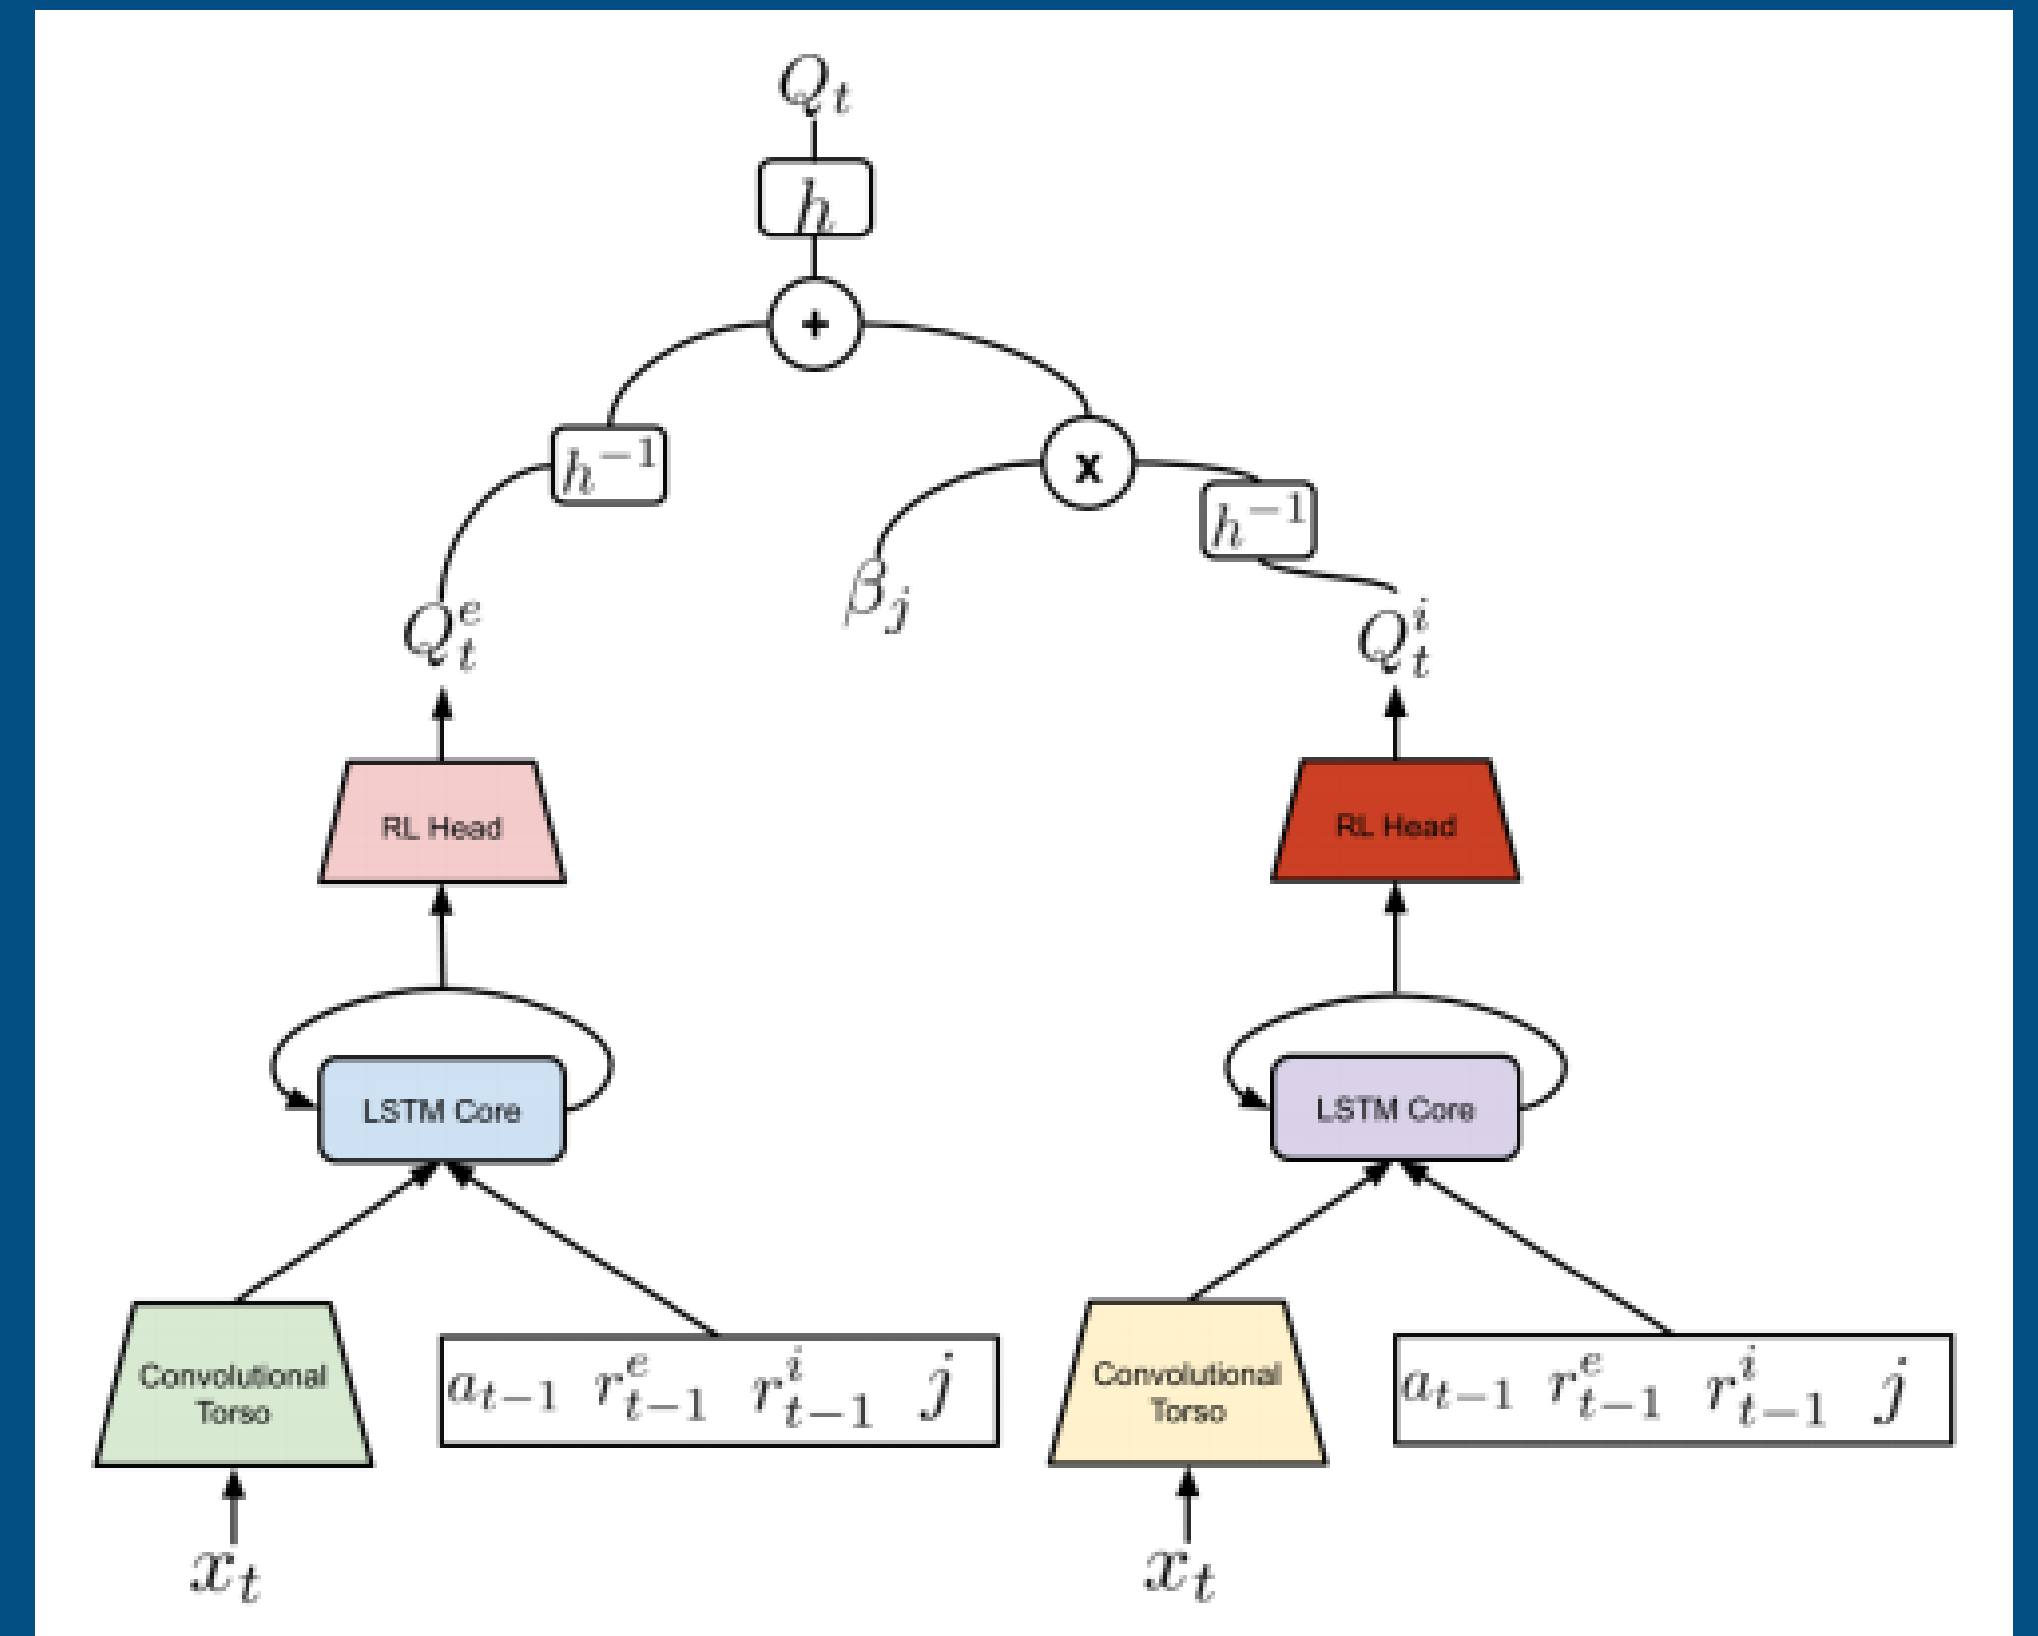 Q_t
h
+
h^{-1}
x
h^{-1}
β_j
Q_t^e
Q_t^i
RL Head
RL Head
LSTM Core
LSTM Core
Convolutional
Torso
a_{t-1} r_{t-1}^e r_{t-1}^i j
Convolutional
Torso
a_{t-1} r_{t-1}^e r_{t-1}^i j
x_t
x_t